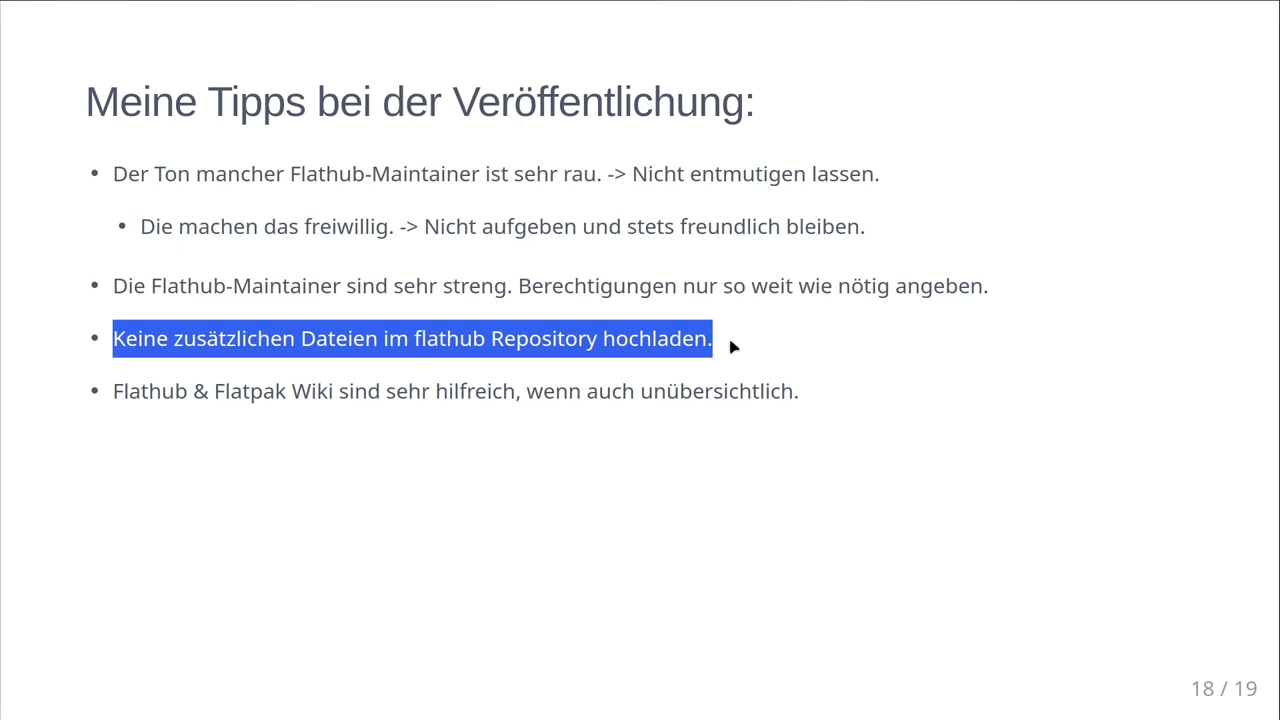 Meine Tipps bei der Veröffentlichung:
• Der Ton mancher Flathub-Maintainer ist sehr rau. -> Nicht entmutigen lassen.
• Die machen das freiwillig. -> Nicht aufgeben und stets freundlich bleiben.
• Die Flathub-Maintainer sind sehr streng. Berechtigungen nur so weit wie nötig angeben.
• Keine zusätzlichen Dateien im flathub Repository hochladen.
• Flathub & Flatpak Wiki sind sehr hilfreich, wenn auch unübersichtlich.
18 / 19